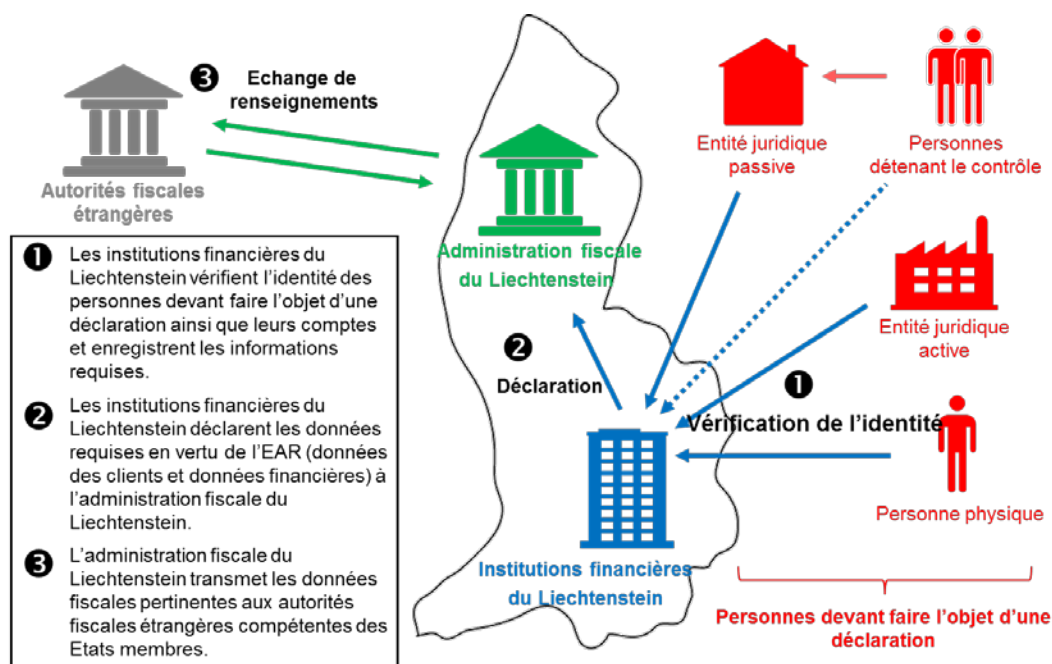 ❸ Echange de
renseignements
Autorités fiscales
étrangères
Administration fiscale
du Liechtenstein
Entité juridique
passive
Personnes
détenant le contrôle
Entité juridique
active
❷
Déclaration
❶
Vérification de l’identité
Personne physique
Institutions financières
du Liechtenstein
Personnes devant faire l’objet d’une
déclaration
❶ Les institutions financières du
Liechtenstein vérifient l’identité des
personnes devant faire l’objet d’une
déclaration ainsi que leurs comptes
et enregistrent les informations
requises.
❷ Les institutions financières du
Liechtenstein déclarent les données
requises en vertu de l’EAR (données
des clients et données financières) à
l’administration fiscale du
Liechtenstein.
❸ L’administration fiscale du
Liechtenstein transmet les données
fiscales pertinentes aux autorités
fiscales étrangères compétentes des
Etats membres.